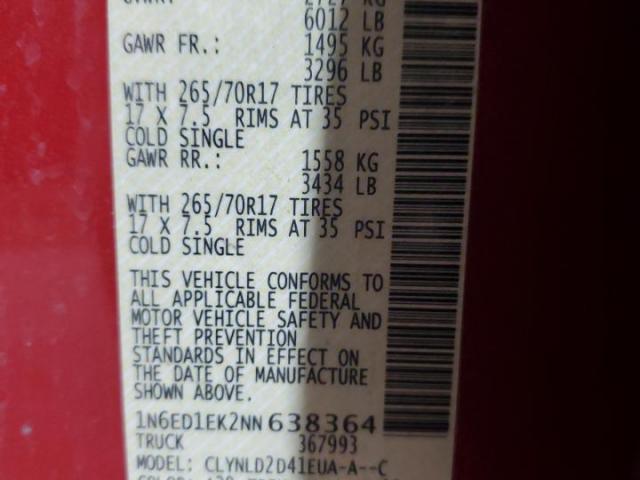 6012 LB
GAWR FR.: 1495 KG
3296 LB
WITH 265/70R17 TIRES
17 X 7.5 RIMS AT 35 PSI
COLD SINGLE
GAWR RR.: 1558 KG
3434 LB
WITH 265/70R17 TIRES
17 X 7.5 RIMS AT 35 PSI
COLD SINGLE
THIS VEHICLE CONFORMS TO
ALL APPLICABLE FEDERAL
MOTOR VEHICLE SAFETY AND
THEFT PREVENTION
STANDARDS IN EFFECT ON
THE DATE OF MANUFACTURE
SHOWN ABOVE.
1N6ED1EK2NN638364
TRUCK 367993
MODEL: CLYNLD2D41EUA-A--C